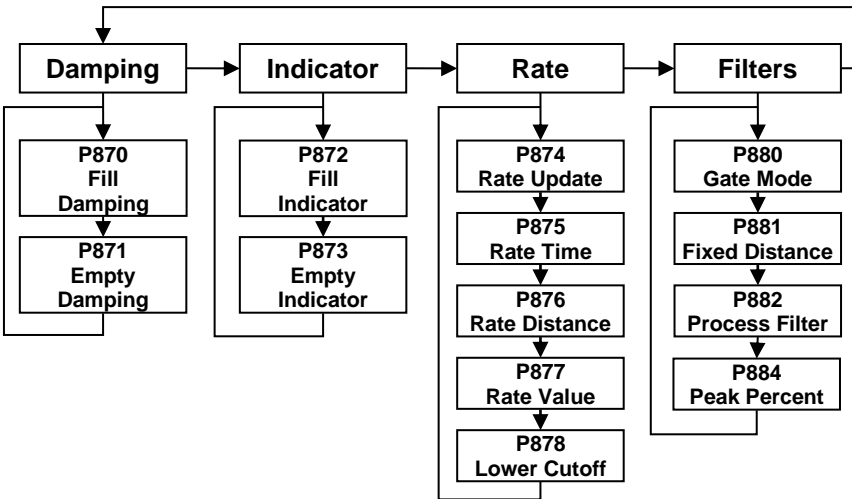 Damping
Indicator
Rate
Filters
P870
Fill
Damping
P871
Empty
Damping
P872
Fill
Indicator
P873
Empty
Indicator
P874
Rate Update
P875
Rate Time
P876
Rate Distance
P877
Rate Value
P878
Lower Cutoff
P880
Gate Mode
P881
Fixed Distance
P882
Process Filter
P884
Peak Percent